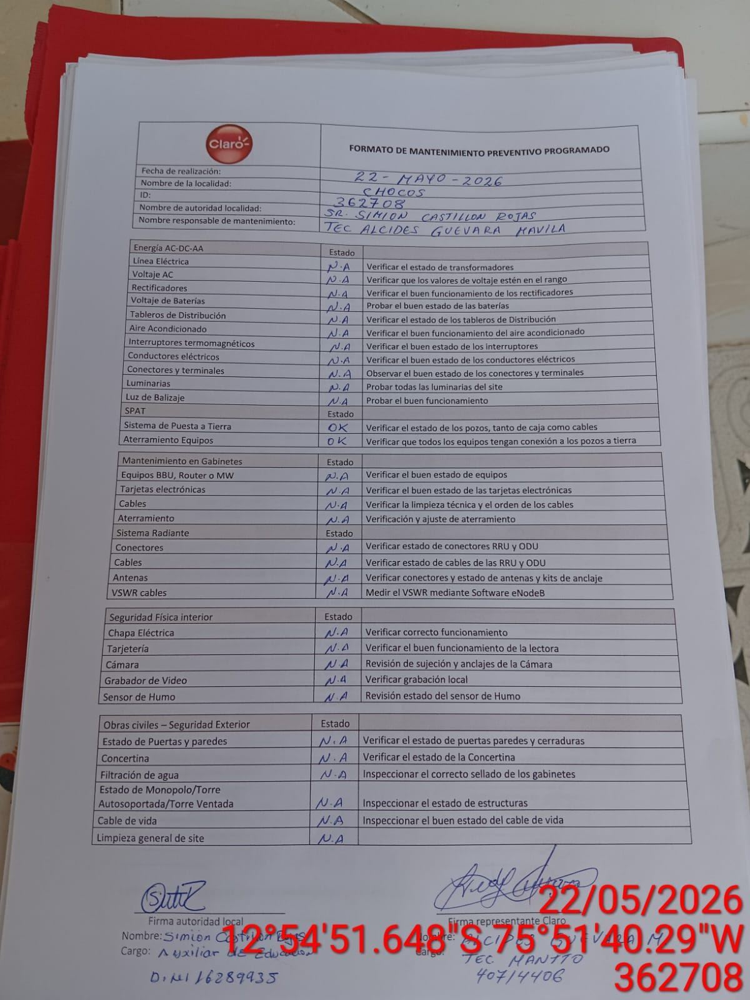 Claro
FORMATO DE MANTENIMIENTO PREVENTIVO PROGRAMADO
Fecha de realización: 22 - MAYO - 2026
Nombre de la localidad: CHOCOS
ID: 362708
Nombre de autoridad localidad: SR. SIMION CASTILLON ROJAS
Nombre responsable de mantenimiento: TEC ALCIDES GUEVARA MAVILA
Energía AC-DC-AA Estado
Línea Eléctrica N.A Verificar el estado de transformadores
Voltaje AC N.A Verificar que los valores de voltaje estén en el rango
Rectificadores N.A Verificar el buen funcionamiento de los rectificadores
Voltaje de Baterías N.A Probar el buen estado de las baterías
Tableros de Distribución N.A Verificar el estado de los tableros de Distribución
Aire Acondicionado N.A Verificar el buen funcionamiento del aire acondicionado
Interruptores termomagnéticos N.A Verificar el buen estado de los interruptores
Conductores eléctricos N.A Verificar el buen estado de los conductores eléctricos
Conectores y terminales N.A Observar el buen estado de los conectores y terminales
Luminarias N.A Probar todas las luminarias del site
Luz de Balizaje N.A Probar el buen funcionamiento
SPAT Estado
Sistema de Puesta a Tierra OK Verificar el estado de los pozos, tanto de caja como cables
Aterramiento Equipos OK Verificar que todos los equipos tengan conexión a los pozos a tierra
Mantenimiento en Gabinetes Estado
Equipos BBU, Router o MW N.A Verificar el buen estado de equipos
Tarjetas electrónicas N.A Verificar el buen estado de las tarjetas electrónicas
Cables N.A Verificar la limpieza técnica y el orden de los cables
Aterramiento N.A Verificación y ajuste de aterramiento
Sistema Radiante Estado
Conectores N.A Verificar estado de conectores RRU y ODU
Cables N.A Verificar estado de cables de las RRU y ODU
Antenas N.A Verificar conectores y estado de antenas y kits de anclaje
VSWR cables N.A Medir el VSWR mediante Software eNodeB
Seguridad Física interior Estado
Chapa Eléctrica N.A Verificar correcto funcionamiento
Tarjetería N.A Verificar el buen funcionamiento de la lectora
Cámara N.A Revisión de sujeción y anclajes de la Cámara
Grabador de Video N.A Verificar grabación local
Sensor de Humo N.A Revisión estado del sensor de Humo
Obras civiles – Seguridad Exterior Estado
Estado de Puertas y paredes N.A Verificar el estado de puertas paredes y cerraduras
Concertina N.A Verificar el estado de la Concertina
Filtración de agua N.A Inspeccionar el correcto sellado de los gabinetes
Estado de Monopolo/Torre
Autosoportada/Torre Ventada N.A Inspeccionar el estado de estructuras
Cable de vida N.A Inspeccionar el buen estado del cable de vida
Limpieza general de site N.A
Firma autoridad local
Nombre: Simion Castillon Rojas
Cargo: Auxiliar de Educacion
D.NI 16289935
Firma representante Claro
Nombre: ALCIDES GUEVARA M
Cargo: TEC MANTTO
40714406
22/05/2026
12°54'51.648"S 75°51'40.29"W
362708